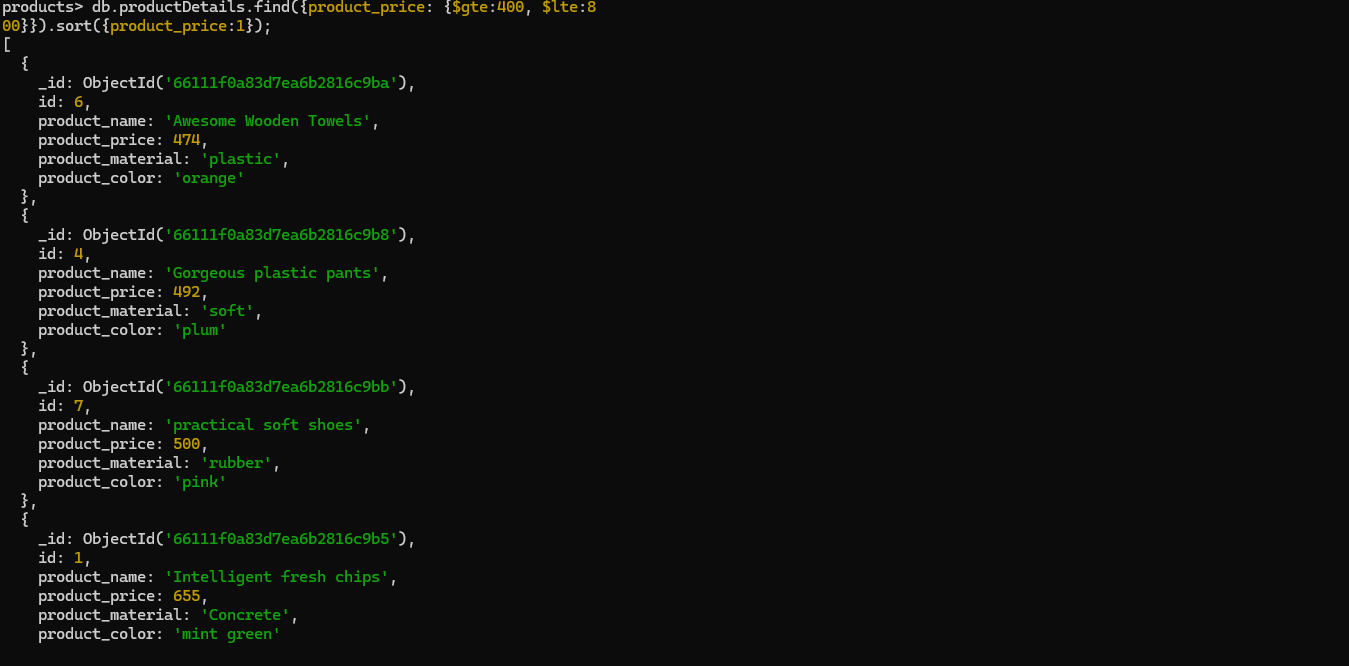 products> db.productDetails.find({product_price: {$gte:400, $lte:8
00}}).sort({product_price:1});
[
  {
    _id: ObjectId('66111f0a83d7ea6b2816c9ba'),
    id: 6,
    product_name: 'Awesome Wooden Towels',
    product_price: 474,
    product_material: 'plastic',
    product_color: 'orange'
  },
  {
    _id: ObjectId('66111f0a83d7ea6b2816c9b8'),
    id: 4,
    product_name: 'Gorgeous plastic pants',
    product_price: 492,
    product_material: 'soft',
    product_color: 'plum'
  },
  {
    _id: ObjectId('66111f0a83d7ea6b2816c9bb'),
    id: 7,
    product_name: 'practical soft shoes',
    product_price: 500,
    product_material: 'rubber',
    product_color: 'pink'
  },
  {
    _id: ObjectId('66111f0a83d7ea6b2816c9b5'),
    id: 1,
    product_name: 'Intelligent fresh chips',
    product_price: 655,
    product_material: 'Concrete',
    product_color: 'mint green'